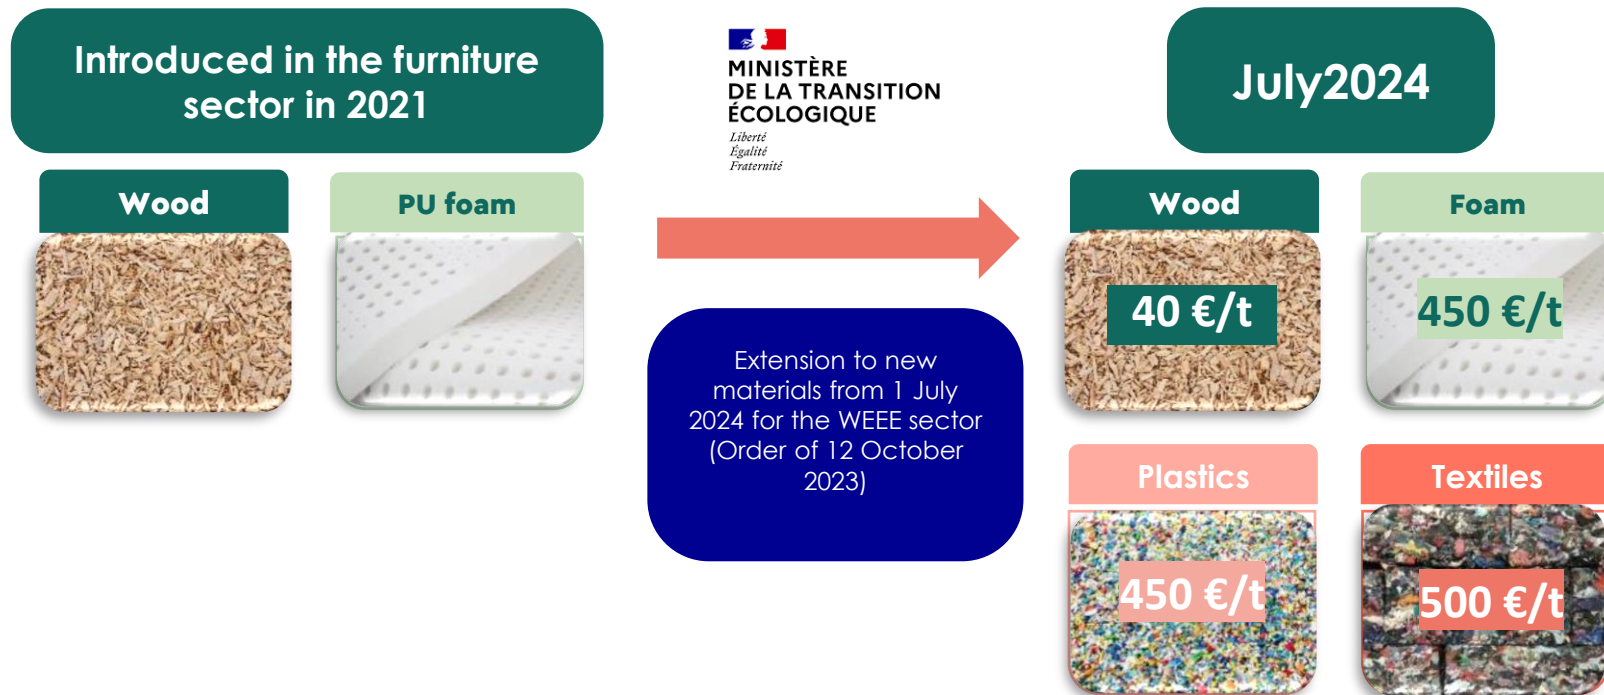 Introduced in the furniture
sector in 2021
Wood
PU foam
MINISTÈRE
DE LA TRANSITION
ÉCOLOGIQUE
Liberté
Égalité
Fraternité
Extension to new
materials from 1 July
2024 for the WEEE sector
(Order of 12 October
2023)
July2024
Wood
40 €/t
Foam
450 €/t
Plastics
450 €/t
Textiles
500 €/t